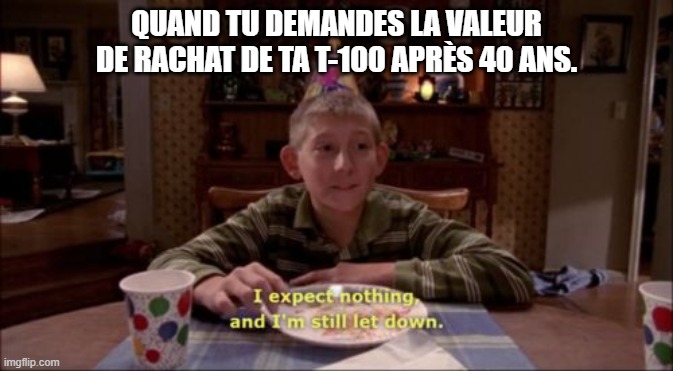 QUAND TU DEMANDES LA VALEUR
DE RACHAT DE TA T-100 APRÈS 40 ANS.
I expect nothing,
and I'm still let down.
imgflip.com